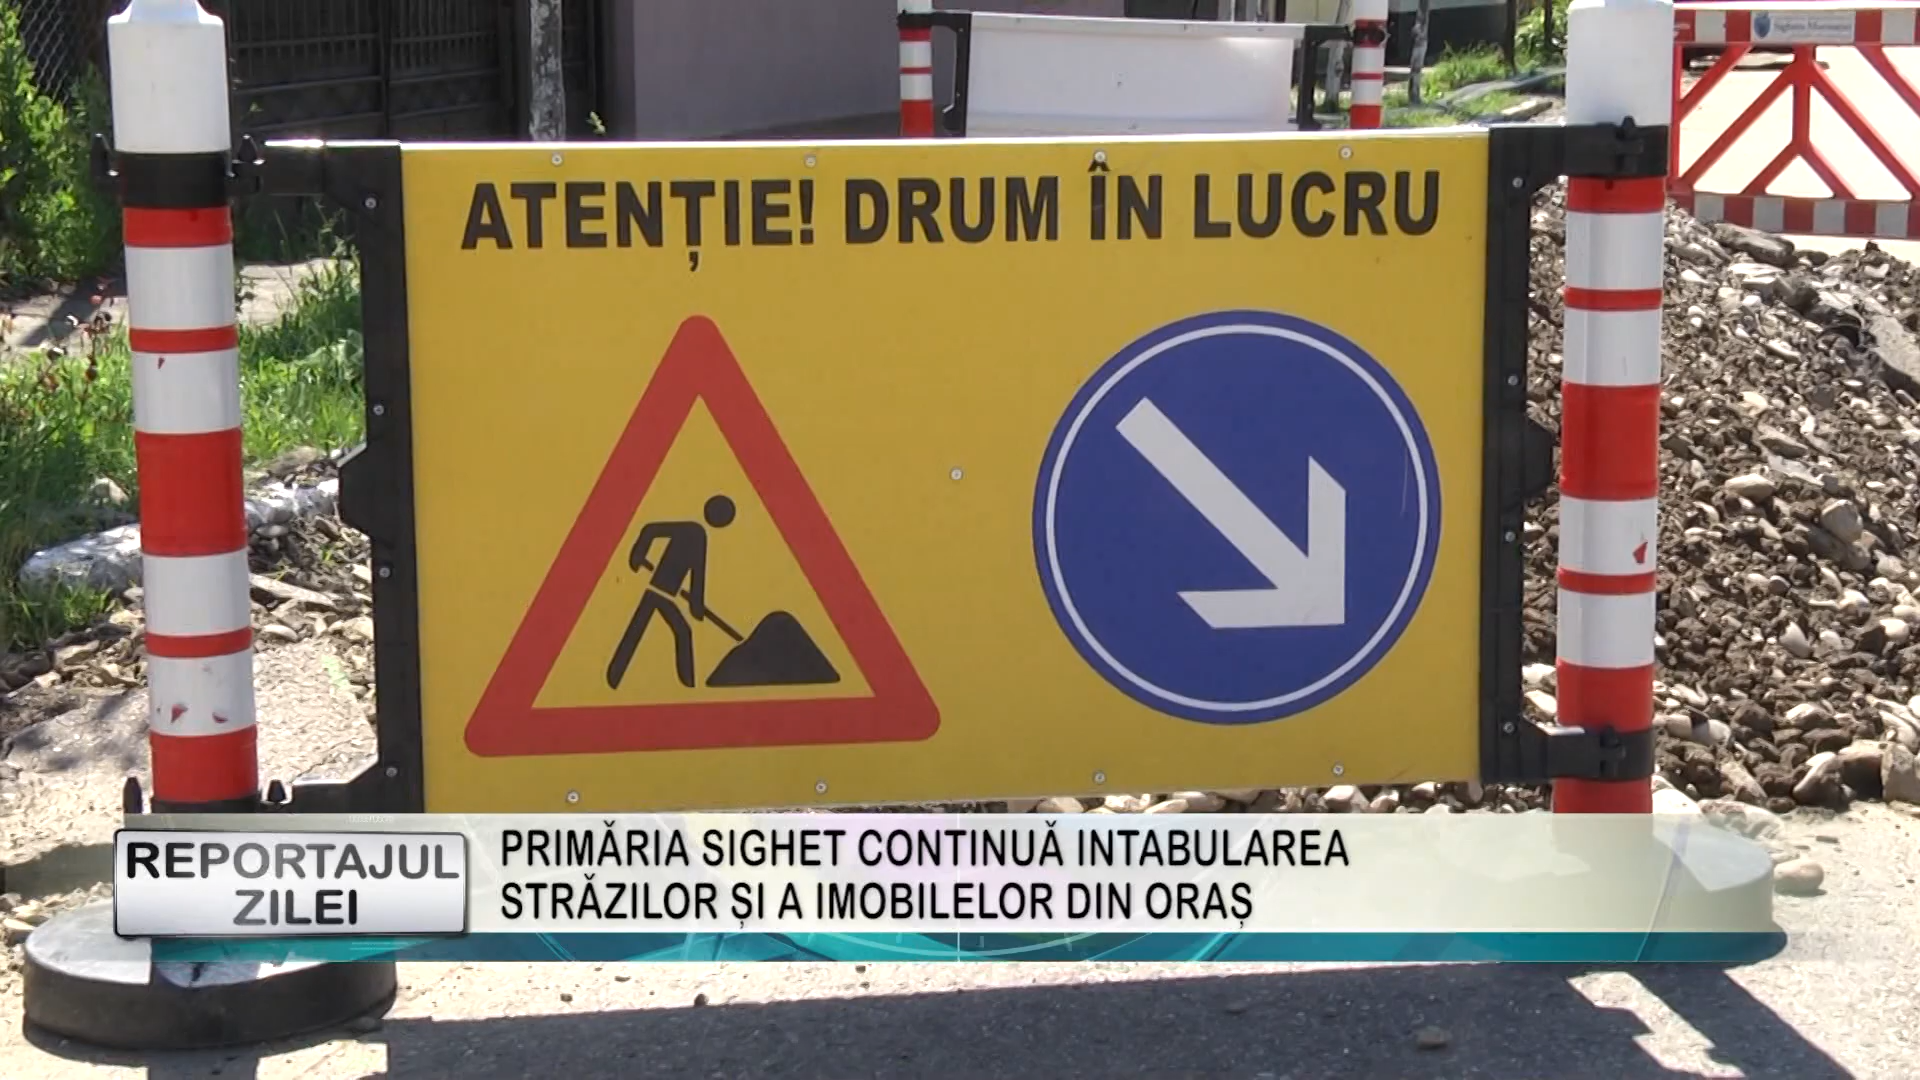 ATENȚIE! DRUM ÎN LUCRU
REPORTAJUL
ZILEI
PRIMĂRIA SIGHET CONTINUĂ INTABULAREA
STRĂZILOR ȘI A IMOBILELOR DIN ORAȘ